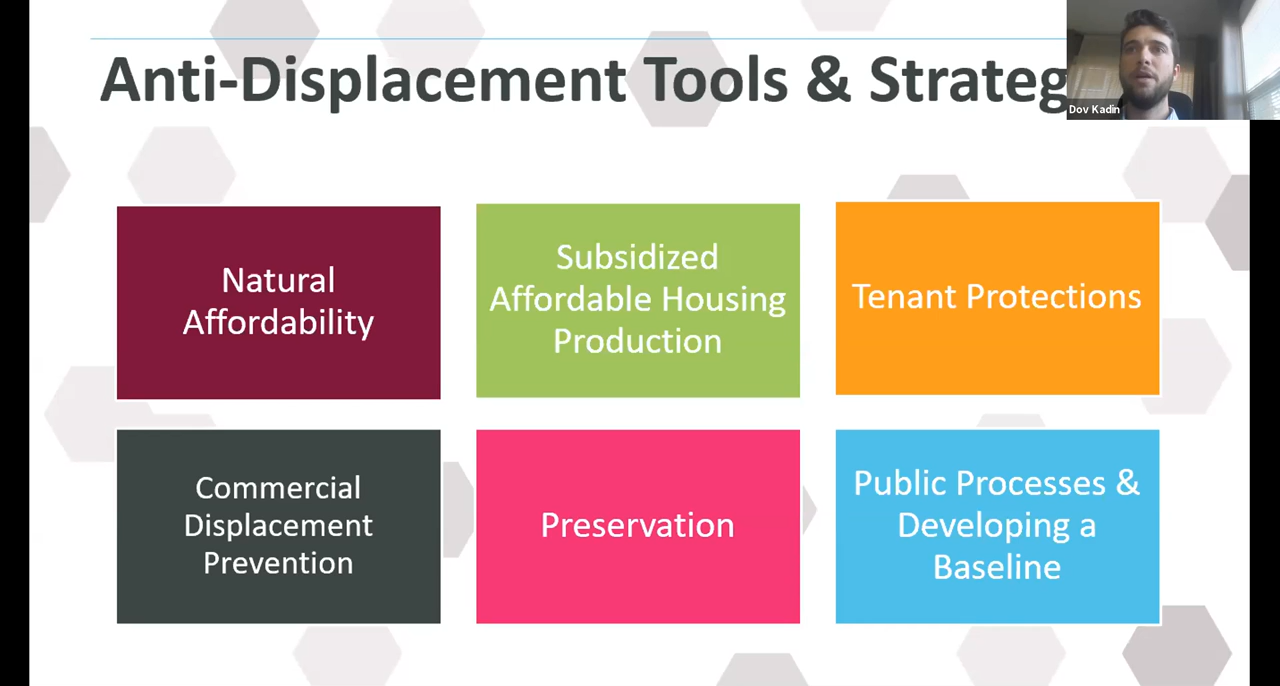 Anti-Displacement Tools & Strateg
Dov Kadin
Natural
Affordability
Subsidized
Affordable Housing
Production
Tenant Protections
Commercial
Displacement
Prevention
Preservation
Public Processes &
Developing a
Baseline